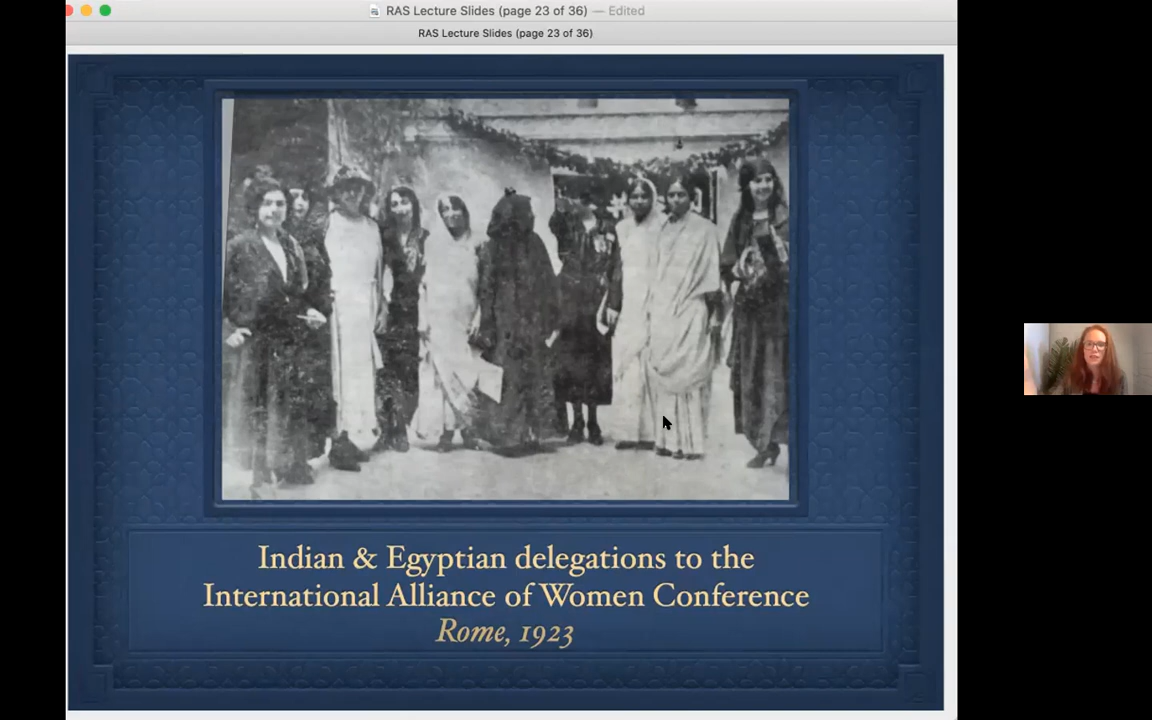 RAS Lecture Slides (page 23 of 36) — Edited
RAS Lecture Slides (page 23 of 36)
Indian & Egyptian delegations to the
International Alliance of Women Conference
Rome, 1923